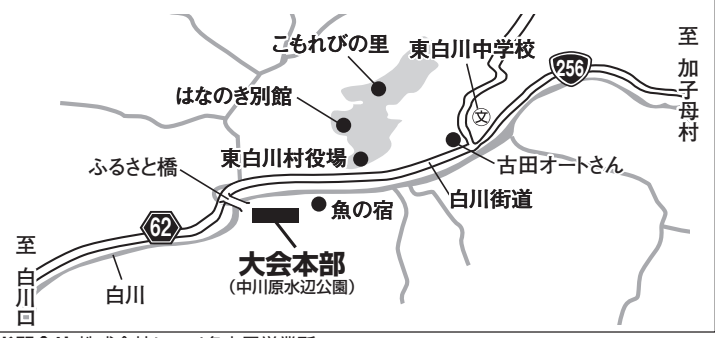 こもれびの里
東白川中学校
256
至 加子母村
はなのき別館
文
東白川村役場
古田オートさん
ふるさと橋
白川街道
魚の宿
62
大会本部
(中川原水辺公園)
至 白川口
白川